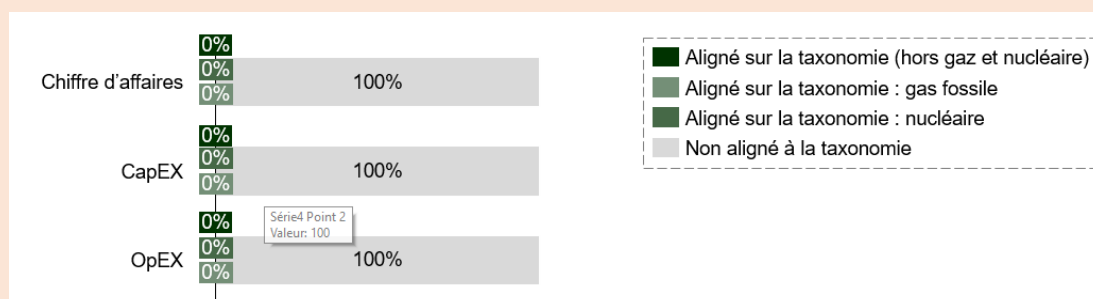 0%
Chiffre d'affaires
0%
100%
0%
0%
CapEX
0%
100%
0%
0%
OpEX
0%
100%
0%
Série4 Point 2
Valeur: 100
Aligné sur la taxonomie (hors gaz et nucléaire)
Aligné sur la taxonomie : gas fossile
Aligné sur la taxonomie : nucléaire
Non aligné à la taxonomie